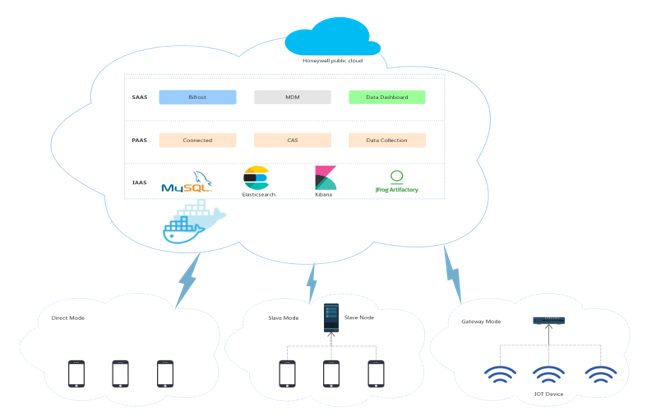 Honeywell public cloud
SAAS
Bifrost
MDM
Data Dashboard
PAAS
Connected
CAS
Data Collection
IAAS
MySQL
Elasticsearch
Kibana
JFrog Artifactory
Direct Mode
Slave Mode
Slave Node
Gateway Mode
IOT Device